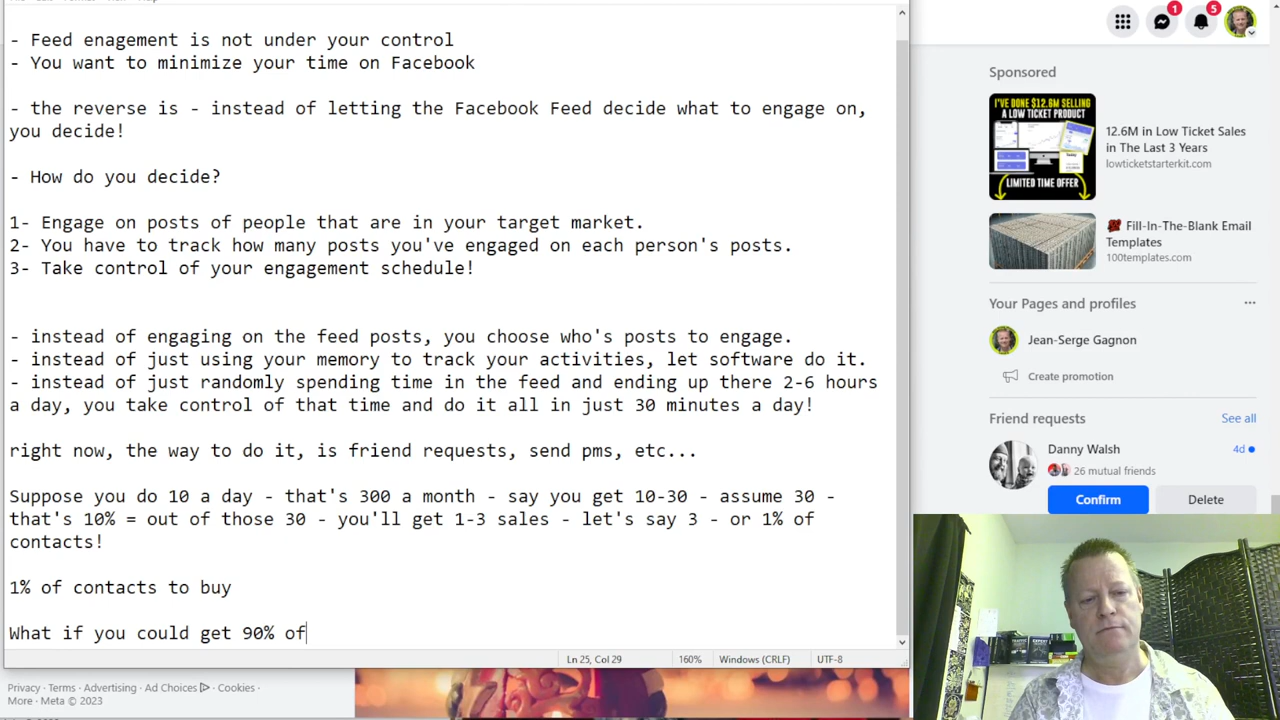 - Feed enagement is not under your control
- You want to minimize your time on Facebook
- the reverse is - instead of letting the Facebook Feed decide what to engage on,
you decide!
- How do you decide?
1- Engage on posts of people that are in your target market.
2- You have to track how many posts you've engaged on each person's posts.
3- Take control of your engagement schedule!
- instead of engaging on the feed posts, you choose who's posts to engage.
- instead of just using your memory to track your activities, let software do it.
- instead of just randomly spending time in the feed and ending up there 2-6 hours
a day, you take control of that time and do it all in just 30 minutes a day!
right now, the way to do it, is friend requests, send pms, etc...
Suppose you do 10 a day - that's 300 a month - say you get 10-30 - assume 30 -
that's 10% = out of those 30 - you'll get 1-3 sales - let's say 3 - or 1% of
contacts!
1% of contacts to buy
What if you could get 90% of
Ln 25, Col 29
160%
Windows (CRLF)
UTF-8
Privacy · Terms · Advertising · Ad Choices · Cookies ·
More · Meta © 2023
1
5
Sponsored
I'VE DONE $12.6M SELLING
A LOW TICKET PRODUCT
LIMITED TIME OFFER
12.6M in Low Ticket Sales
in The Last 3 Years
lowticketstarterkit.com
💯 Fill-In-The-Blank Email
Templates
100templates.com
Your Pages and profiles
Jean-Serge Gagnon
Create promotion
Friend requests
See all
Danny Walsh
4d
26 mutual friends
Confirm
Delete